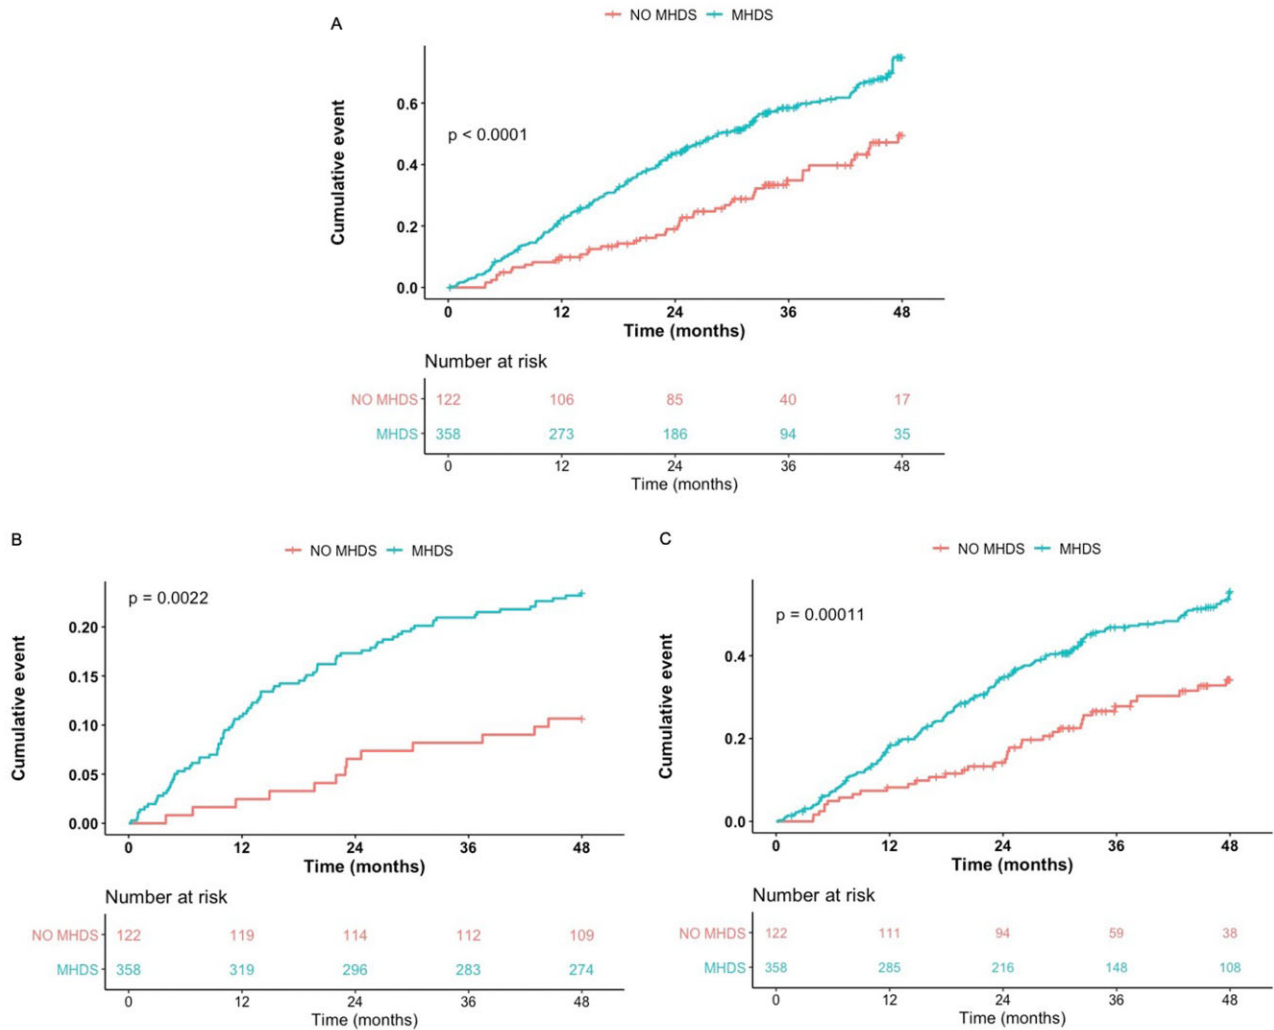 A
NO MHDS MHDS
Cumulative event
0.6
p < 0.0001
0.4
0.2
0.0
0 12 24 36 48
Time (months)
Number at risk
NO MHDS 122 106 85 40 17
MHDS 358 273 186 94 35
0 12 24 36 48
Time (months)
B
NO MHDS MHDS
Cumulative event
p = 0.0022
0.20
0.15
0.10
0.05
0.00
0 12 24 36 48
Time (months)
Number at risk
NO MHDS 122 119 114 112 109
MHDS 358 319 296 283 274
0 12 24 36 48
Time (months)
C
NO MHDS MHDS
Cumulative event
p = 0.00011
0.4
0.2
0.0
0 12 24 36 48
Time (months)
Number at risk
NO MHDS 122 111 94 59 38
MHDS 358 285 216 148 108
0 12 24 36 48
Time (months)